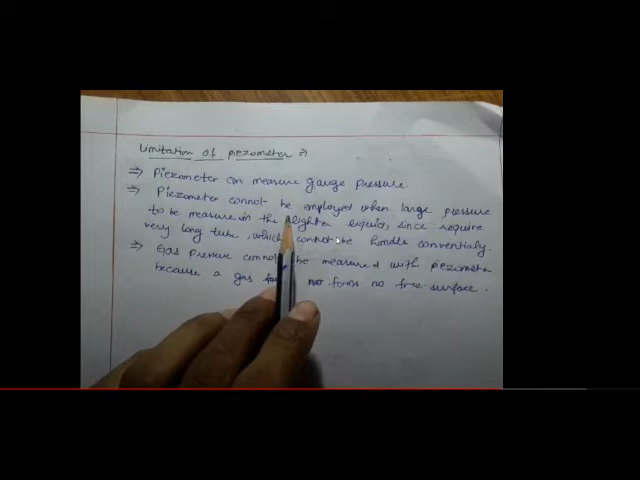 Limitation of piezometer ⇒
⇒ Piezometer can measure gauge pressure.
⇒ Piezometer cannot be employed when large pressure
to be measure in the lighter liquid, since require
very long tube, which cannot be handle conventialy.
⇒ Gas pressure cannot be measured with piezometer
because a gas not forms no free surface.